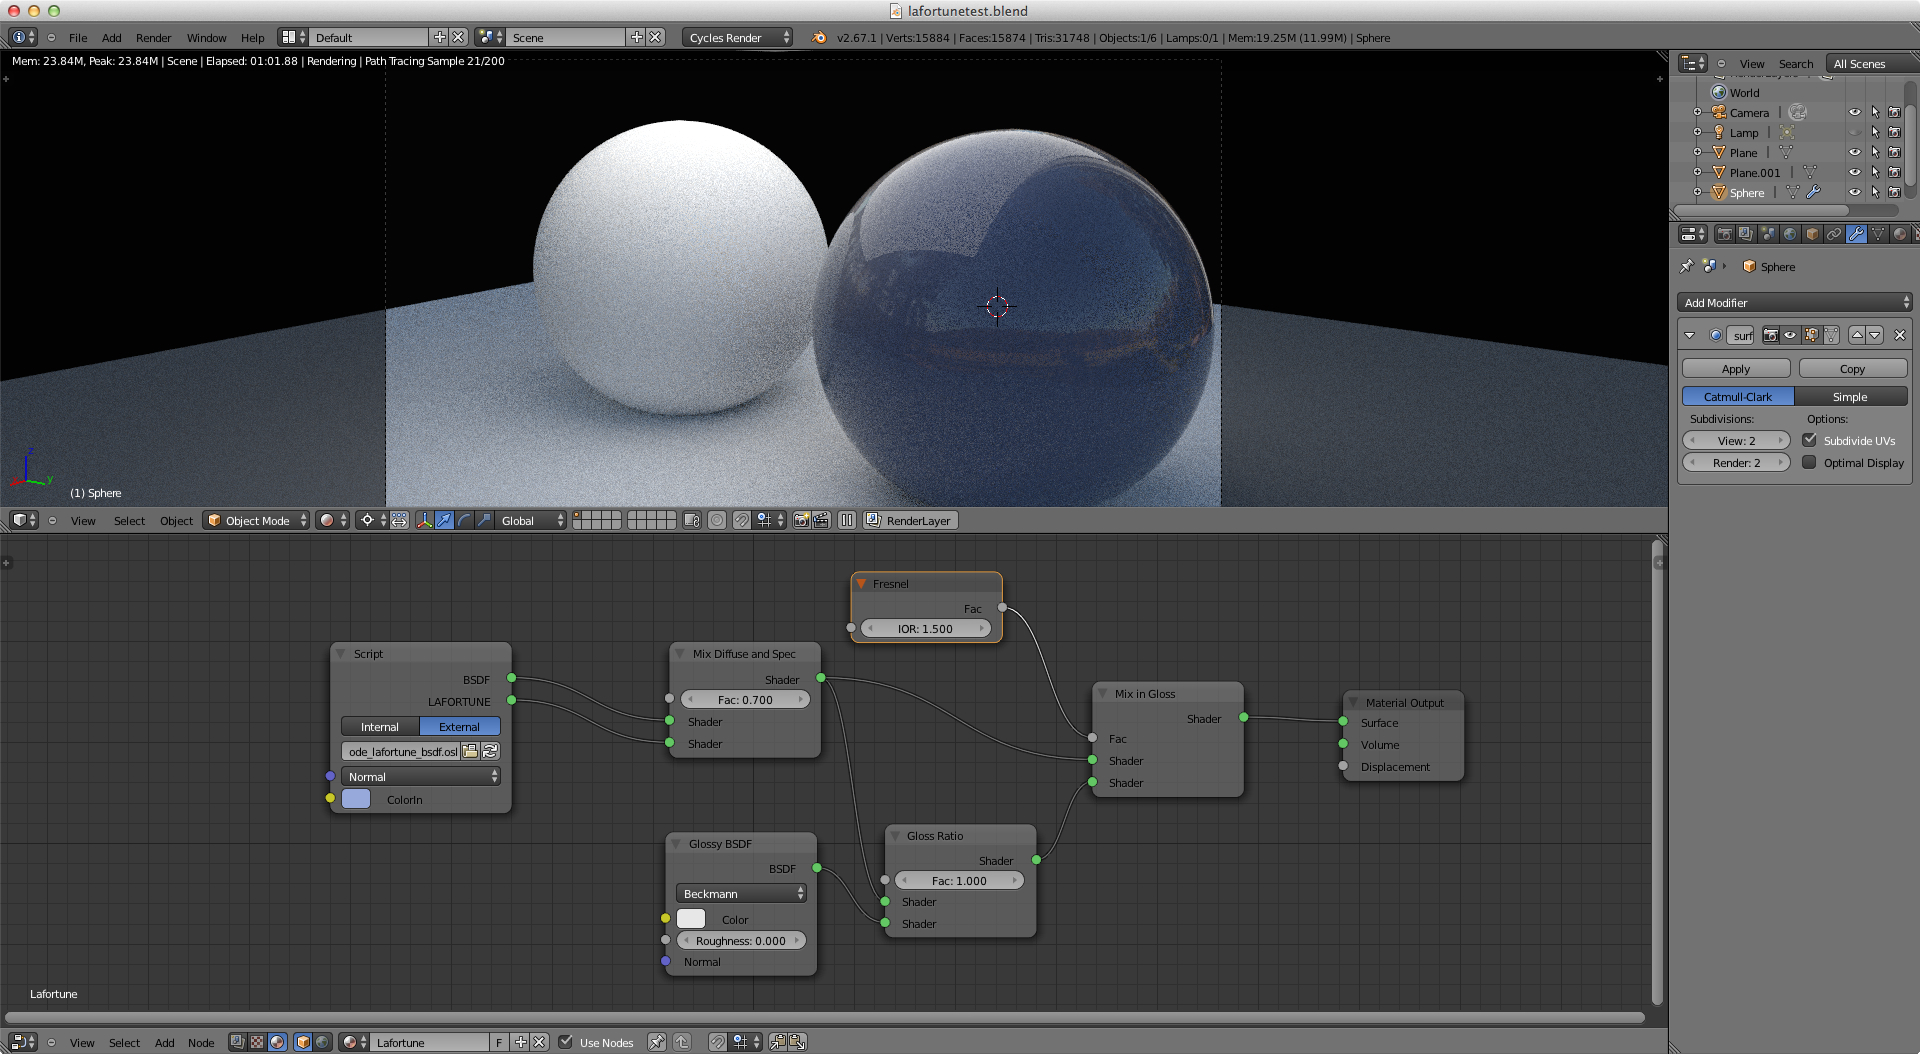 lafortunetest.blend
File Add Render Window Help Default Scene Cycles Render v2.67.1 | Verts:15884 | Faces:15874 | Tris:31748 | Objects:1/6 | Lamps:0/1 | Mem:19.25M (11.99M) | Sphere
Mem: 23.84M, Peak: 23.84M | Scene | Elapsed: 01:01.88 | Rendering | Path Tracing Sample 21/200
View Search All Scenes
World
Camera
Lamp
Plane
Plane.001
Sphere
Sphere
Add Modifier
surf
Apply Copy
Catmull-Clark Simple
Subdivisions: Options:
View: 2 Subdivide UVs
Render: 2 Optimal Display
z
y
(1) Sphere
View Select Object Object Mode Global RenderLayer
Fresnel
Fac
IOR: 1.500
Script
BSDF
LAFORTUNE
Internal External
ode_lafortune_bsdf.osl
Normal
ColorIn
Mix Diffuse and Spec
Shader
Fac: 0.700
Shader
Shader
Mix in Gloss
Shader
Fac
Shader
Shader
Material Output
Surface
Volume
Displacement
Glossy BSDF
BSDF
Beckmann
Color
Roughness: 0.000
Normal
Gloss Ratio
Shader
Fac: 1.000
Shader
Shader
Lafortune
View Select Add Node Lafortune F Use Nodes